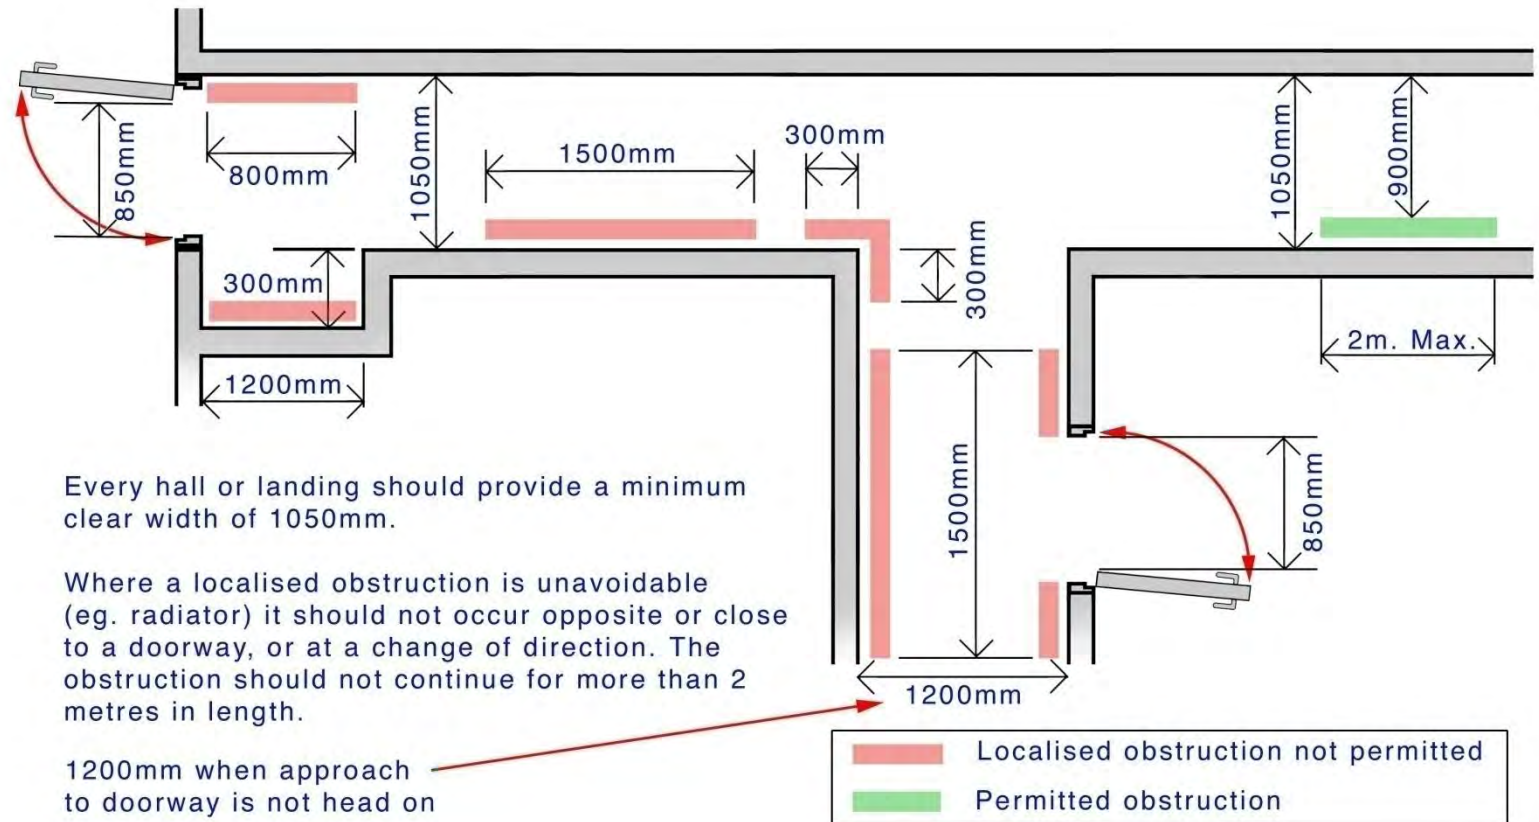 850mm
800mm
1050mm
1500mm
300mm
1050mm
900mm
300mm
300mm
2m. Max.
1200mm
1500mm
850mm
1200mm
Every hall or landing should provide a minimum
clear width of 1050mm.
Where a localised obstruction is unavoidable
(eg. radiator) it should not occur opposite or close
to a doorway, or at a change of direction. The
obstruction should not continue for more than 2
metres in length.
1200mm when approach
to doorway is not head on
Localised obstruction not permitted
Permitted obstruction